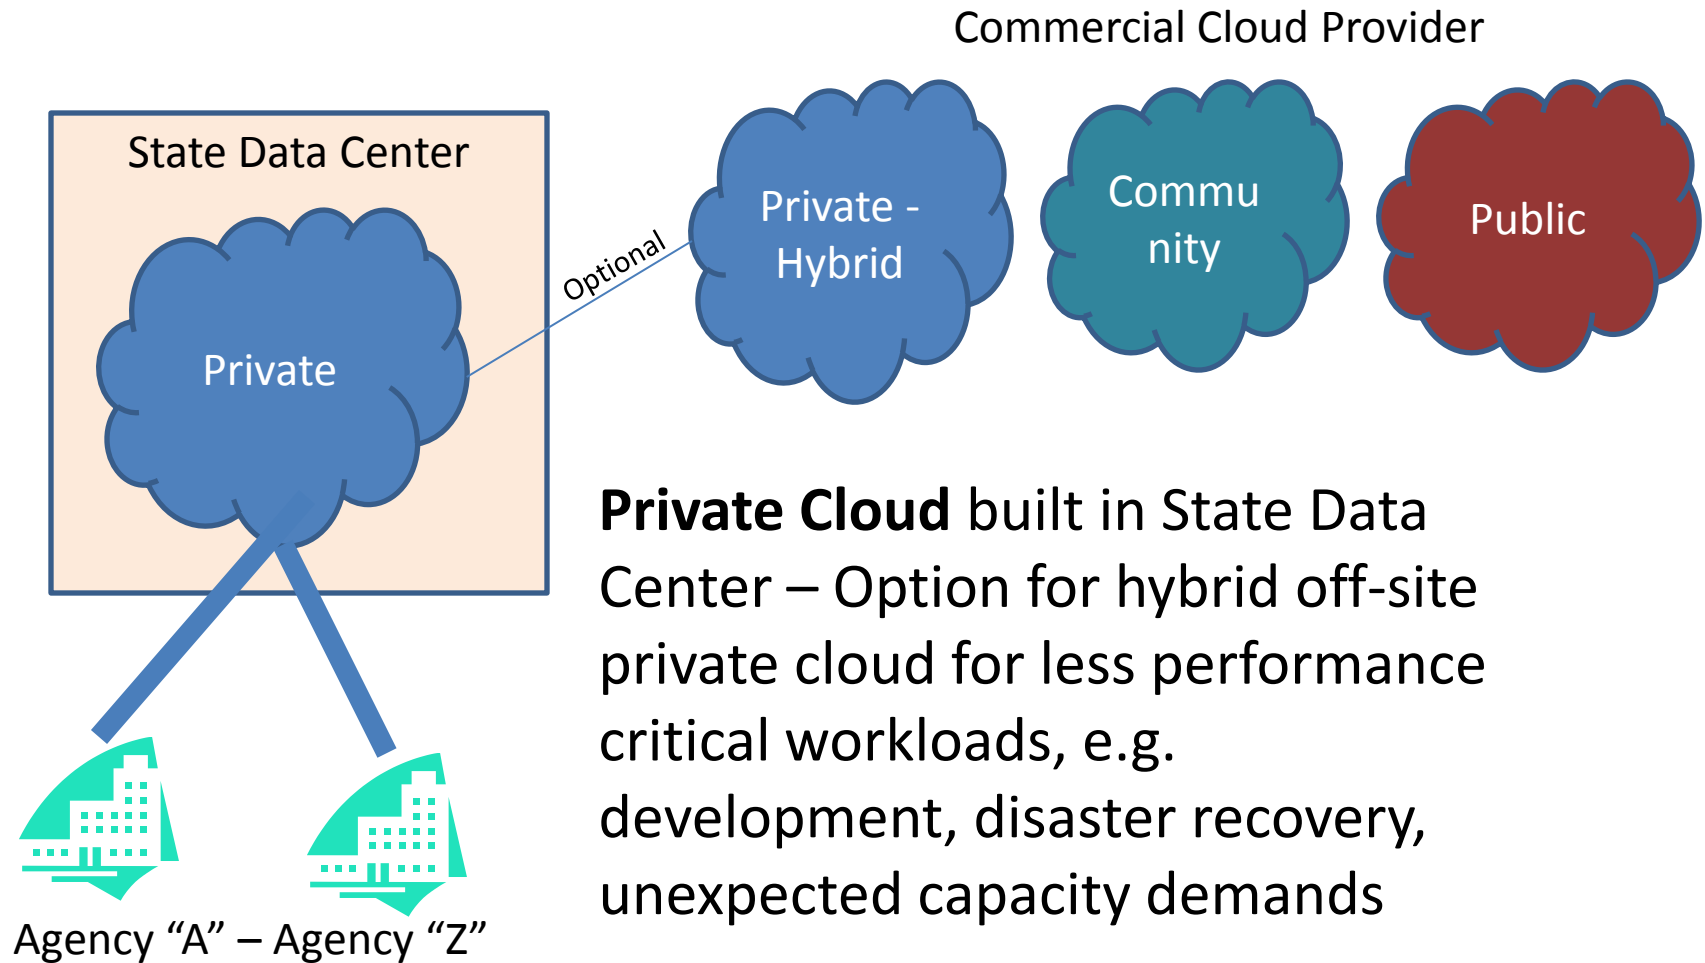 Commercial Cloud Provider
State Data Center
Private
Optional
Private -
Hybrid
Commu
nity
Public
Private Cloud built in State Data
Center – Option for hybrid off-site
private cloud for less performance
critical workloads, e.g.
development, disaster recovery,
unexpected capacity demands
Agency “A” – Agency “Z”